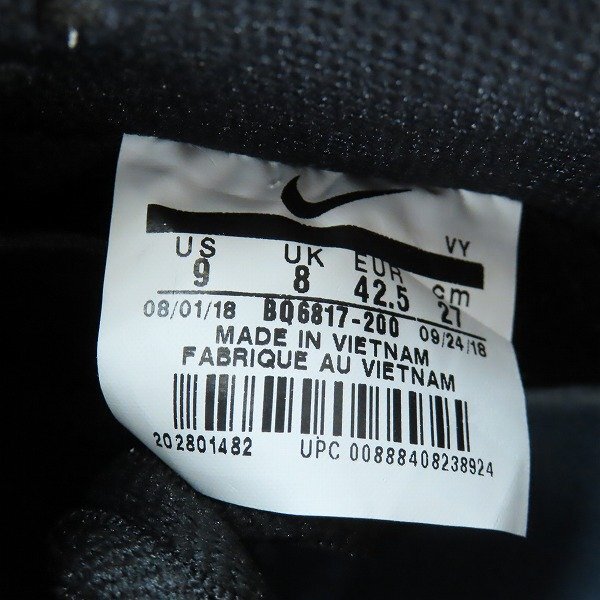 VY
US UK EUR cm
9 8 42.5 27
08/01/18 BQ6817-200 09/24/18
MADE IN VIETNAM
FABRIQUE AU VIETNAM
202801482 UPC 00888408238924